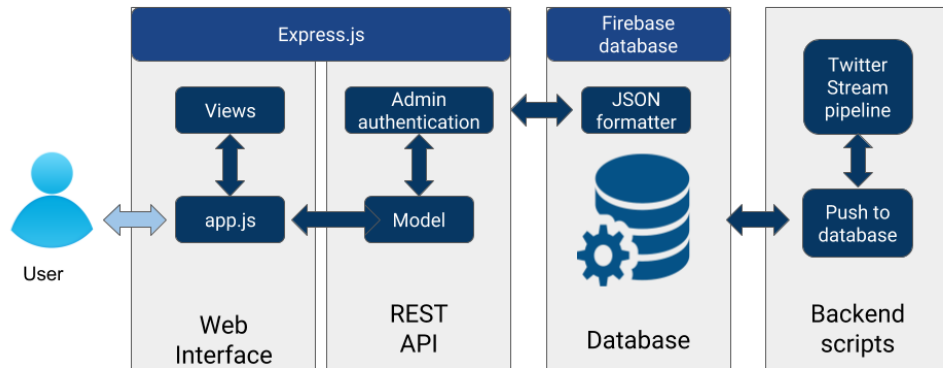 Express.js
Firebase
database
Views
Admin
authentication
JSON
formatter
Twitter
Stream
pipeline
app.js
Model
Push to
database
User
Web
Interface
REST
API
Database
Backend
scripts